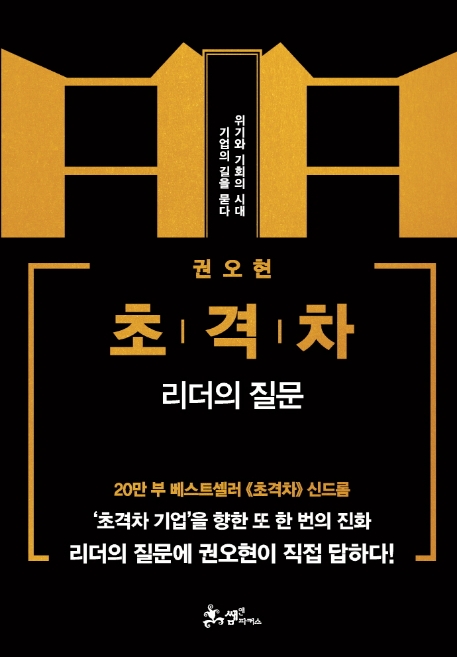 위기와 기회의 시대
기업의 길을 묻다
권오현
초격차
리더의 질문
20만 부 베스트셀러 《초격차》 신드롬
‘초격차 기업’을 향한 또 한 번의 진화
리더의 질문에 권오현이 직접 답하다!
쌤앤파커스